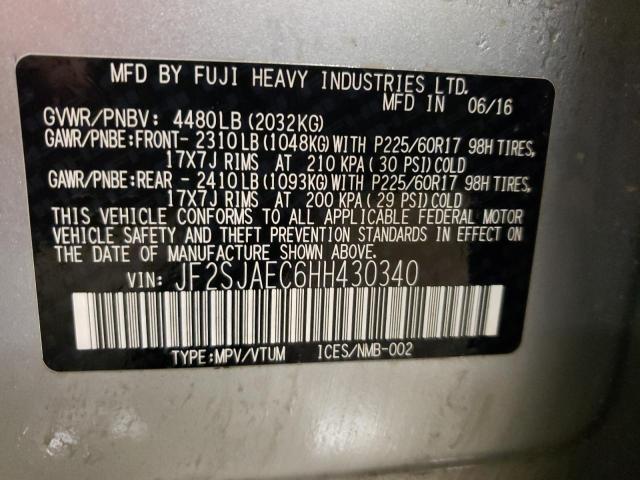 MFD BY FUJI HEAVY INDUSTRIES LTD.
MFD IN 06/16
GVWR/PNBV: 4480LB(2032KG)
GAWR/PNBE:FRONT- 2310LB(1048KG)WITH P225/60R17 98H TIRES,
17X7J RIMS AT 210 KPA(30 PSI)COLD
GAWR/PNBE:REAR - 2410LB(1093KG)WITH P225/60R17 98H TIRES,
17X7J RIMS AT 200 KPA(29 PSI)COLD
THIS VEHICLE CONFORMS TO ALL APPLICABLE FEDERAL MOTOR
VEHICLE SAFETY AND THEFT PREVENTION STANDARDS IN EFFECT
ON THE DATE OF MANUFACTURE SHOWN ABOVE.
VIN: JF2SJAEC6HH430340
TYPE:MPV/VTUM ICES/NMB-002